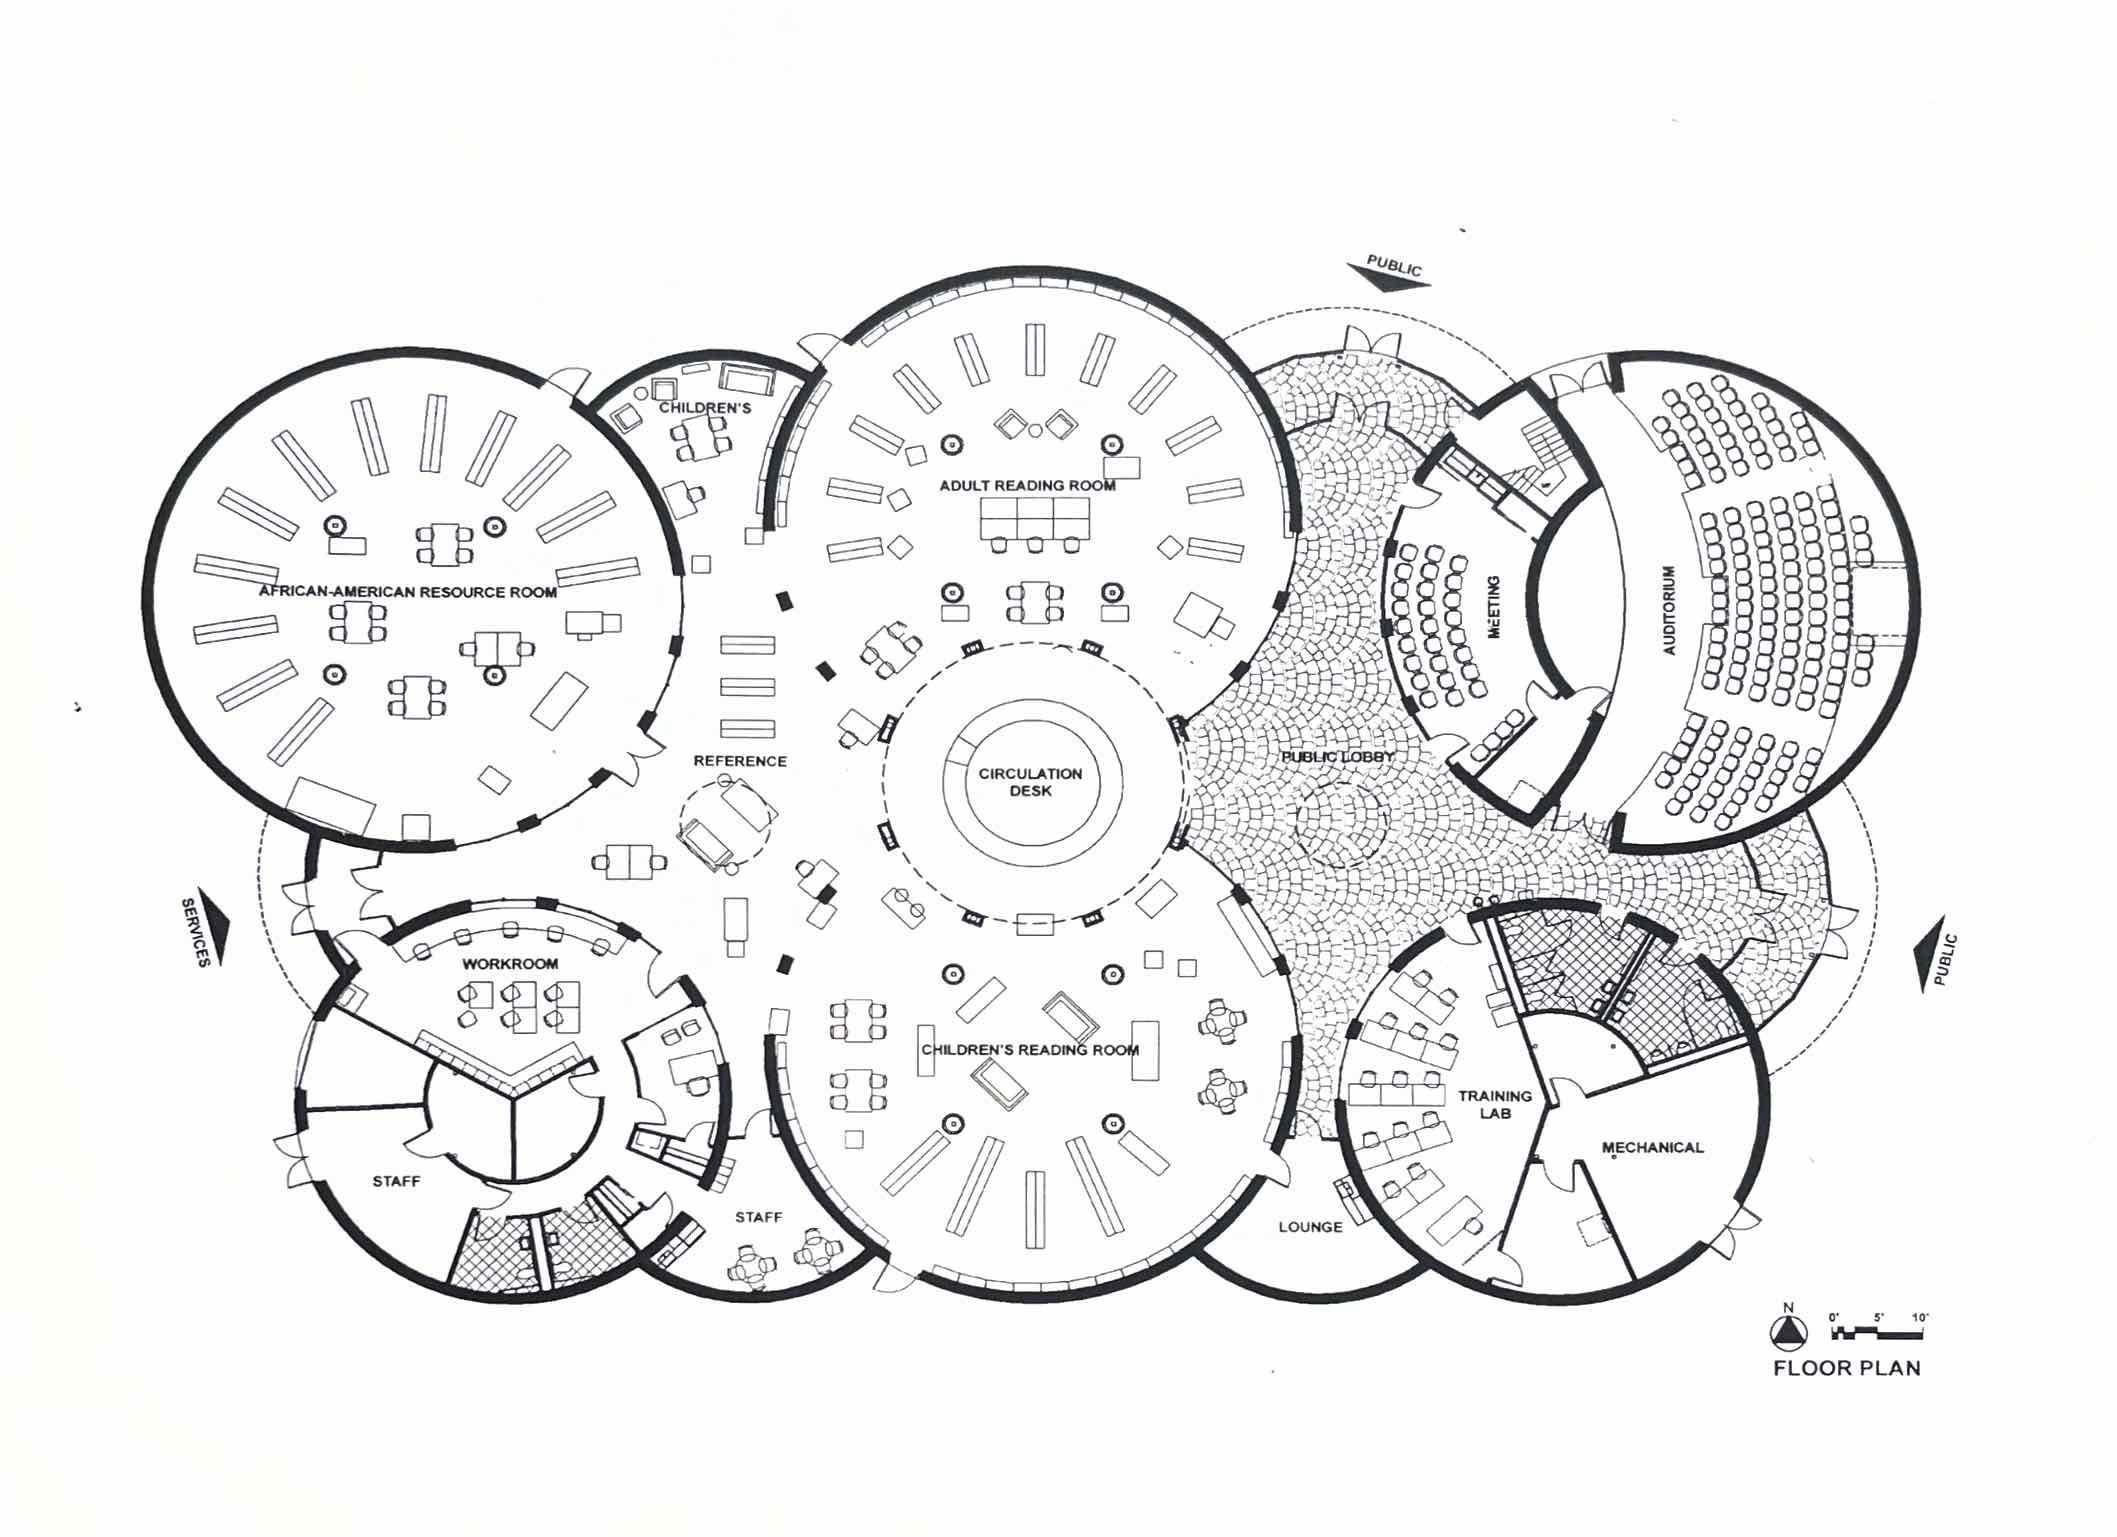 PUBLIC
CHILDREN'S
ADULT READING ROOM
AFRICAN-AMERICAN RESOURCE ROOM
MEETING
AUDITORIUM
REFERENCE
CIRCULATION
DESK
PUBLIC LOBBY
SERVICES
WORKROOM
PUBLIC
CHILDREN'S READING ROOM
TRAINING
LAB
MECHANICAL
STAFF
STAFF
LOUNGE
N
0' 5' 10'
FLOOR PLAN